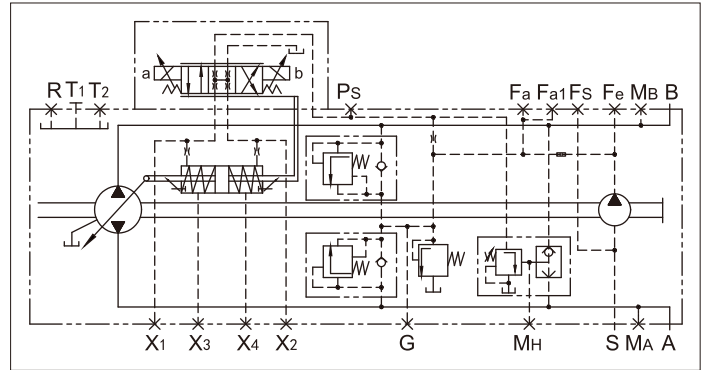 a b
R T1 T2 PS Fa Fa1 FS Fe MB B
X1 X3 X4 X2 G MH S MA A